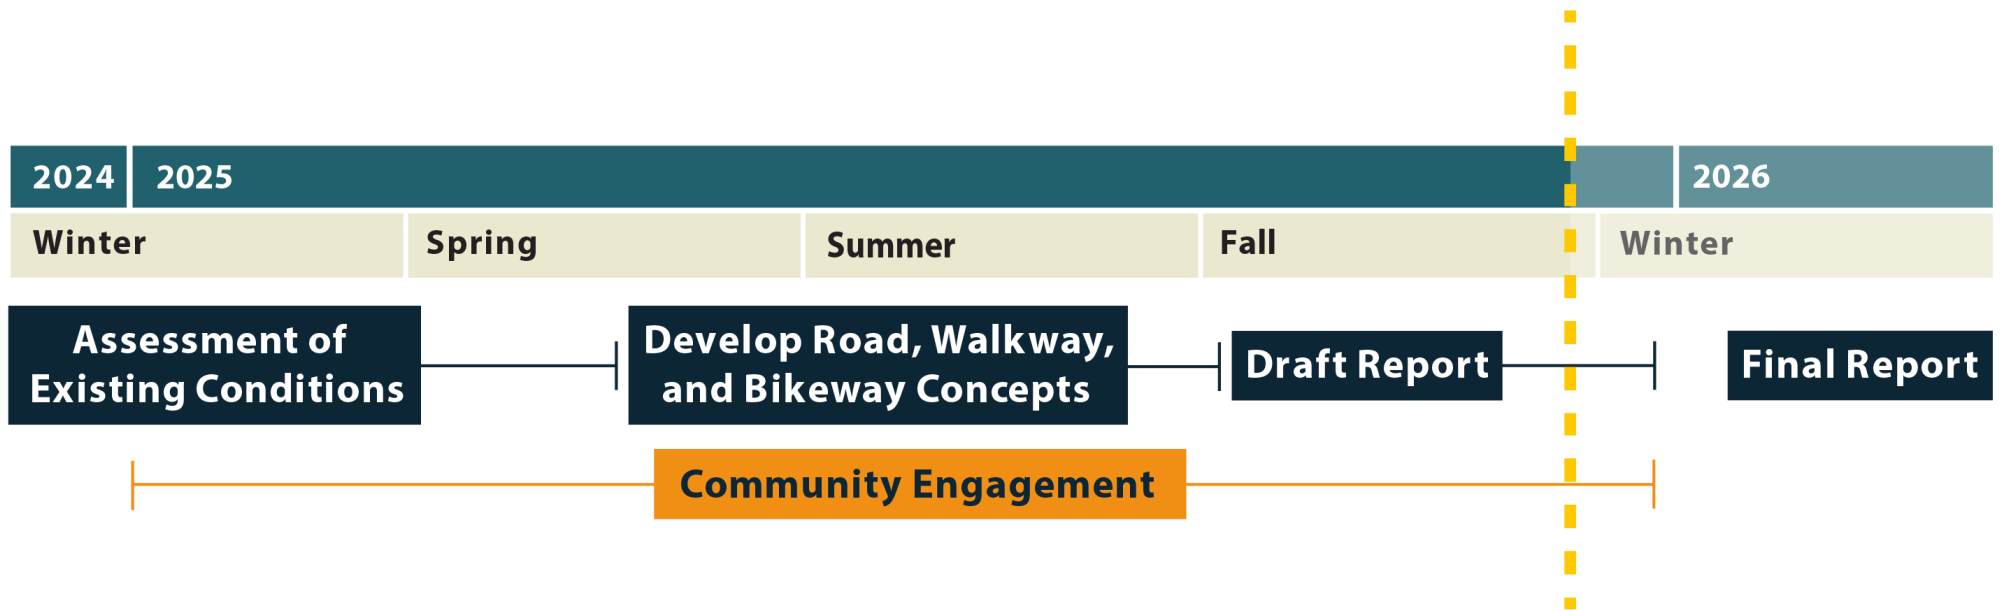 2024 2025 2026
Winter Spring Summer Fall Winter
Assessment of
Existing Conditions
Develop Road, Walkway,
and Bikeway Concepts
Draft Report
Final Report
Community Engagement